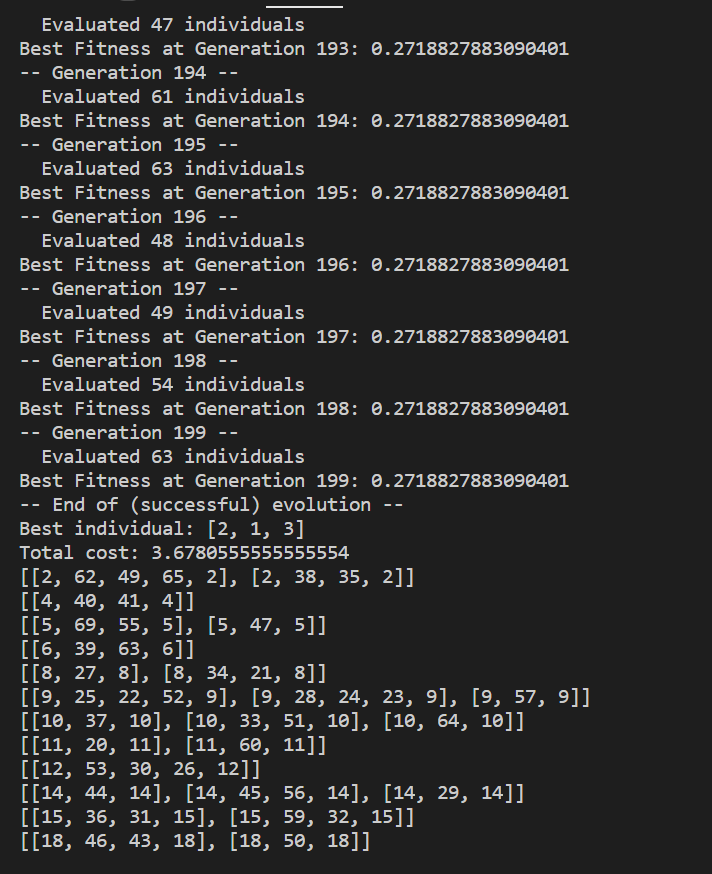 Evaluated 47 individuals
Best Fitness at Generation 193: 0.2718827883090401
-- Generation 194 --
Evaluated 61 individuals
Best Fitness at Generation 194: 0.2718827883090401
-- Generation 195 --
Evaluated 63 individuals
Best Fitness at Generation 195: 0.2718827883090401
-- Generation 196 --
Evaluated 48 individuals
Best Fitness at Generation 196: 0.2718827883090401
-- Generation 197 --
Evaluated 49 individuals
Best Fitness at Generation 197: 0.2718827883090401
-- Generation 198 --
Evaluated 54 individuals
Best Fitness at Generation 198: 0.2718827883090401
-- Generation 199 --
Evaluated 63 individuals
Best Fitness at Generation 199: 0.2718827883090401
-- End of (successful) evolution --
Best individual: [2, 1, 3]
Total cost: 3.6780555555555554
[[2, 62, 49, 65, 2], [2, 38, 35, 2]]
[[4, 40, 41, 4]]
[[5, 69, 55, 5], [5, 47, 5]]
[[6, 39, 63, 6]]
[[8, 27, 8], [8, 34, 21, 8]]
[[9, 25, 22, 52, 9], [9, 28, 24, 23, 9], [9, 57, 9]]
[[10, 37, 10], [10, 33, 51, 10], [10, 64, 10]]
[[11, 20, 11], [11, 60, 11]]
[[12, 53, 30, 26, 12]]
[[14, 44, 14], [14, 45, 56, 14], [14, 29, 14]]
[[15, 36, 31, 15], [15, 59, 32, 15]]
[[18, 46, 43, 18], [18, 50, 18]]